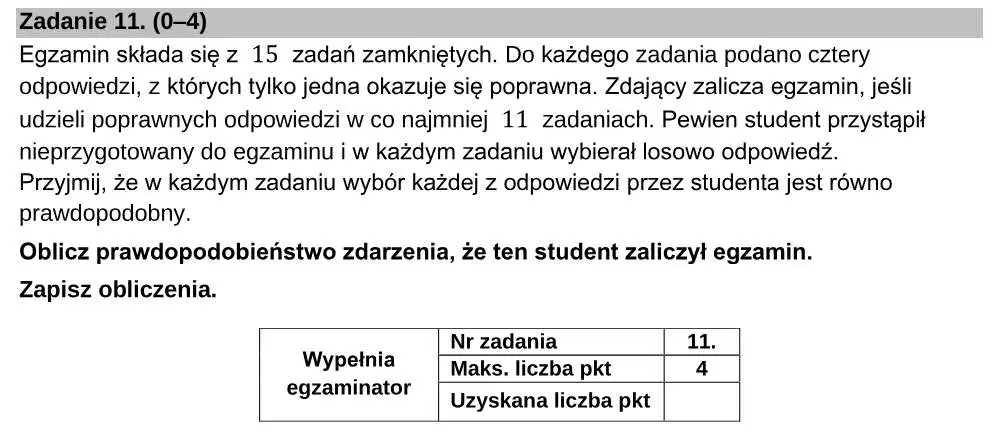 Zadanie 11. (0–4)
Egzamin składa się z 15 zadań zamkniętych. Do każdego zadania podano cztery
odpowiedzi, z których tylko jedna okazuje się poprawna. Zdający zalicza egzamin, jeśli
udzieli poprawnych odpowiedzi w co najmniej 11 zadaniach. Pewien student przystąpił
nieprzygotowany do egzaminu i w każdym zadaniu wybierał losowo odpowiedź.
Przyjmij, że w każdym zadaniu wybór każdej z odpowiedzi przez studenta jest równo
prawdopodobny.
Oblicz prawdopodobieństwo zdarzenia, że ten student zaliczył egzamin.
Zapisz obliczenia.
Wypełnia
egzaminator
Nr zadania 11.
Maks. liczba pkt 4
Uzyskana liczba pkt